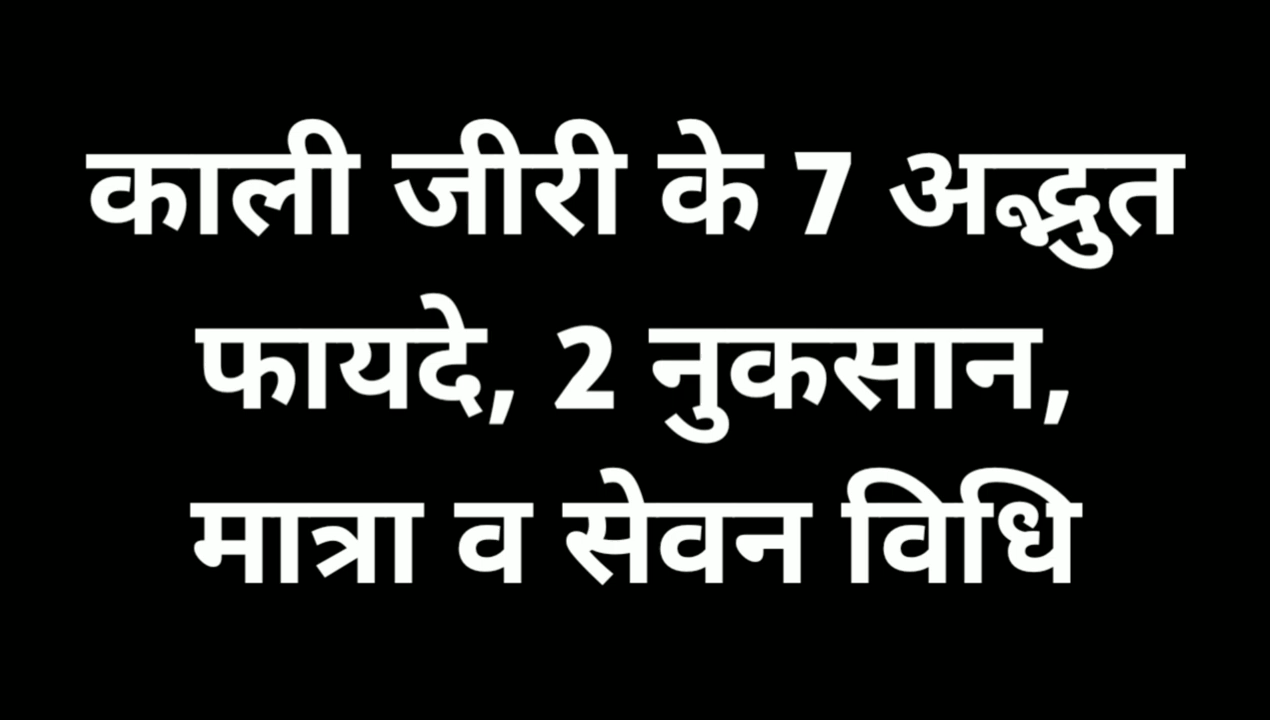 काली जीरी के 7 अद्भुत
फायदे, 2 नुकसान,
मात्रा व सेवन विधि